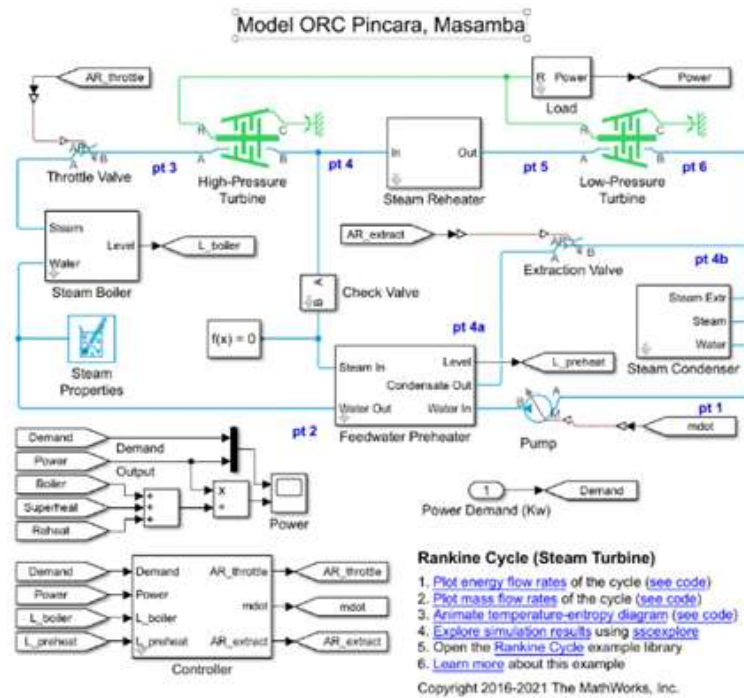 Model ORC Pincara, Masamba
AR_throttle
R Power
Power
Load
R C
R C
AR
A B
Throttle Valve
pt 3
A B
High-Pressure
Turbine
pt 4
In Out
Steam Reheater
pt 5
A B
Low-Pressure
Turbine
pt 6
Steam
Level
Water
Steam Boiler
L_boiler
AR_extract
AR
A B
Extraction Valve
pt 4b
A
B
Check Valve
Steam Extr
Steam
Water
Steam Condenser
Steam
Properties
f(x) = 0
pt 4a
Steam In
Level
Condensate Out
Water Out
Water In
Feedwater Preheater
L_preheat
B A
M
Pump
pt 1
mdot
pt 2
Demand
Power
Boiler
Superheat
Reheat
Demand
Output
+
+
+
×
÷
Power
1
Power Demand (Kw)
Demand
Demand
Power
L_boiler
L_preheat
Demand
Power
L_boiler
L_preheat
AR_throttle
mdot
AR_extract
Controller
AR_throttle
mdot
AR_extract
Rankine Cycle (Steam Turbine)
1. Plot energy flow rates of the cycle (see code)
2. Plot mass flow rates of the cycle (see code)
3. Animate temperature-entropy diagram (see code)
4. Explore simulation results using sscexplore
5. Open the Rankine Cycle example library
6. Learn more about this example
Copyright 2016-2021 The MathWorks, Inc.